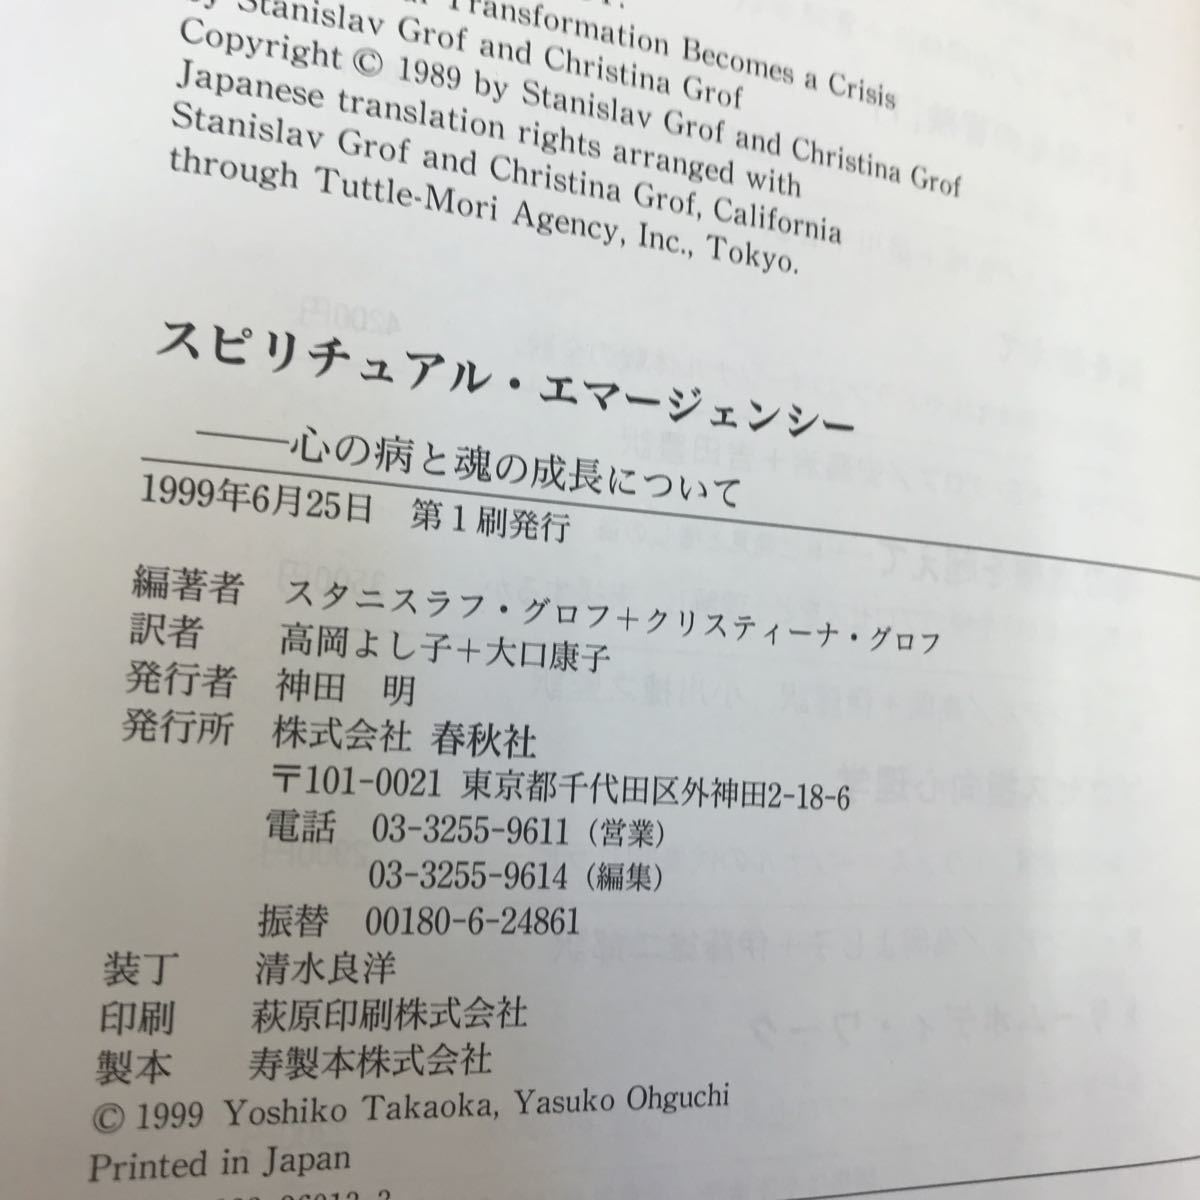 Transformation Becomes a Crisis
by Stanislav Grof and Christina Grof
Copyright © 1989 by Stanislav Grof and Christina Grof
Japanese translation rights arranged with
Stanislav Grof and Christina Grof, California
through Tuttle-Mori Agency, Inc., Tokyo.
スピリチュアル・エマージェンシー
――心の病と魂の成長について
1999年6月25日　第1刷発行
編著者　スタニスラフ・グロフ＋クリスティーナ・グロフ
訳者　高岡よし子＋大口康子
発行者　神田　明
発行所　株式会社 春秋社
〒101-0021 東京都千代田区外神田2-18-6
電話　03-3255-9611（営業）
03-3255-9614（編集）
振替　00180-6-24861
装丁　清水良洋
印刷　萩原印刷株式会社
製本　寿製本株式会社
© 1999 Yoshiko Takaoka, Yasuko Ohguchi
Printed in Japan